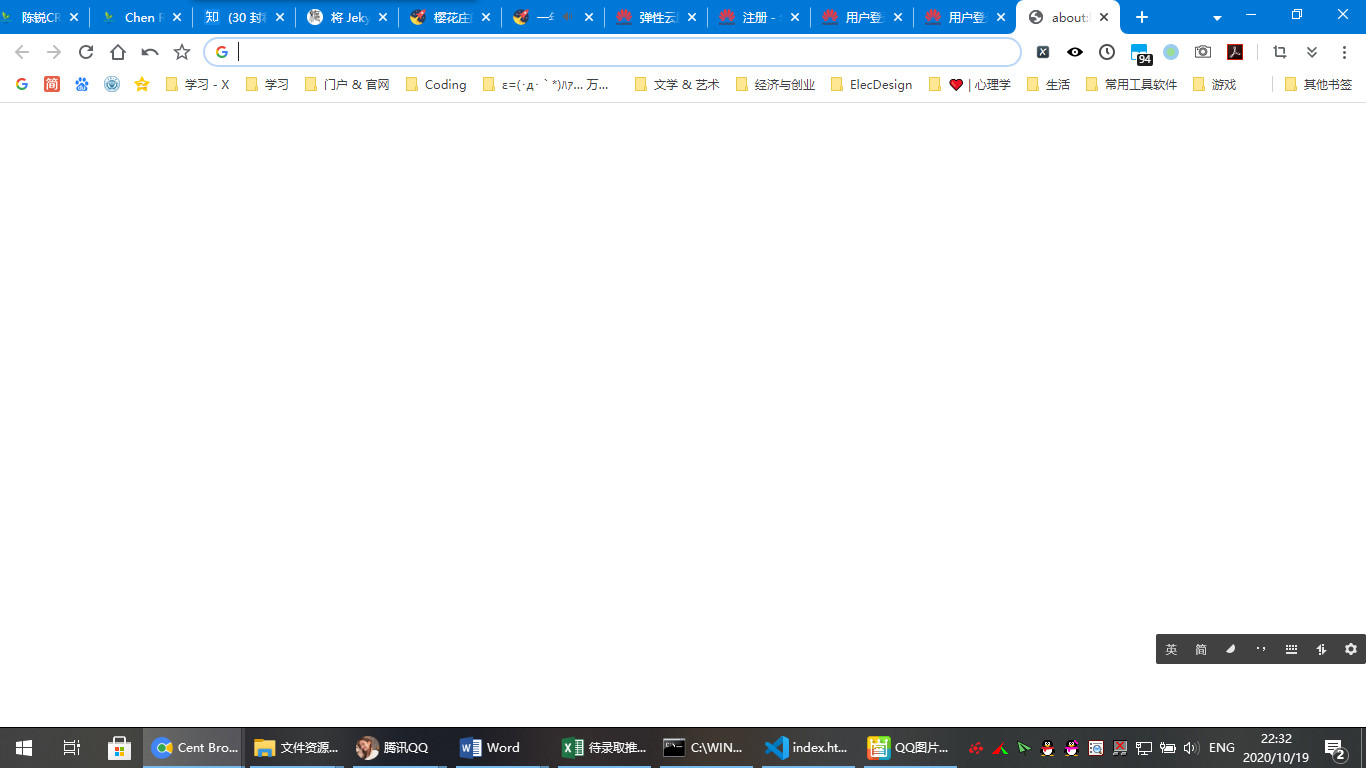 陈锐CR
Chen R
知 (30 封
将 Jeky
樱花庄
一年
弹性云
注册 -
用户登
用户登
about:
94
简
学习 - X
学习
门户 & 官网
Coding
万...
文学 & 艺术
经济与创业
ElecDesign
| 心理学
生活
常用工具软件
游戏
其他书签
英 简
Cent Bro...
文件资源...
腾讯QQ
Word
待录取推...
C:\WIN...
index.ht...
QQ图片...
ENG
22:32
2020/10/19
2